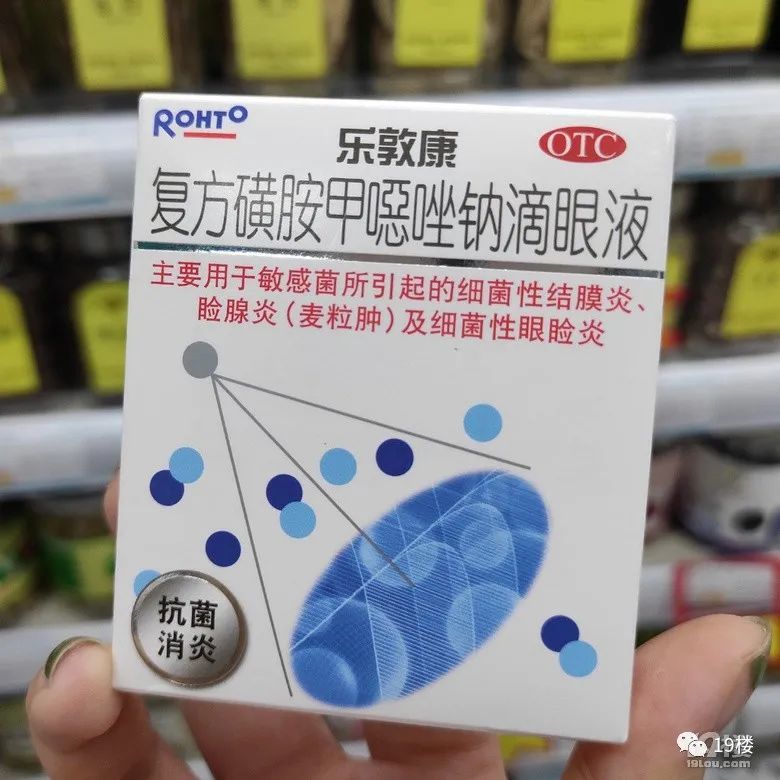 ROHTO
乐敦康
OTC
复方磺胺甲噁唑钠滴眼液
主要用于敏感菌所引起的细菌性结膜炎、
睑腺炎（麦粒肿）及细菌性眼睑炎
抗菌
消炎
19楼
19lou.com